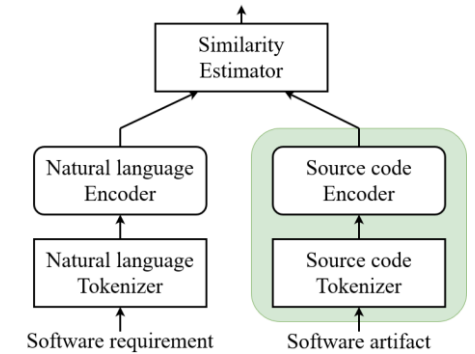 Similarity
Estimator
Natural language
Encoder
Source code
Encoder
Natural language
Tokenizer
Source code
Tokenizer
Software requirement
Software artifact